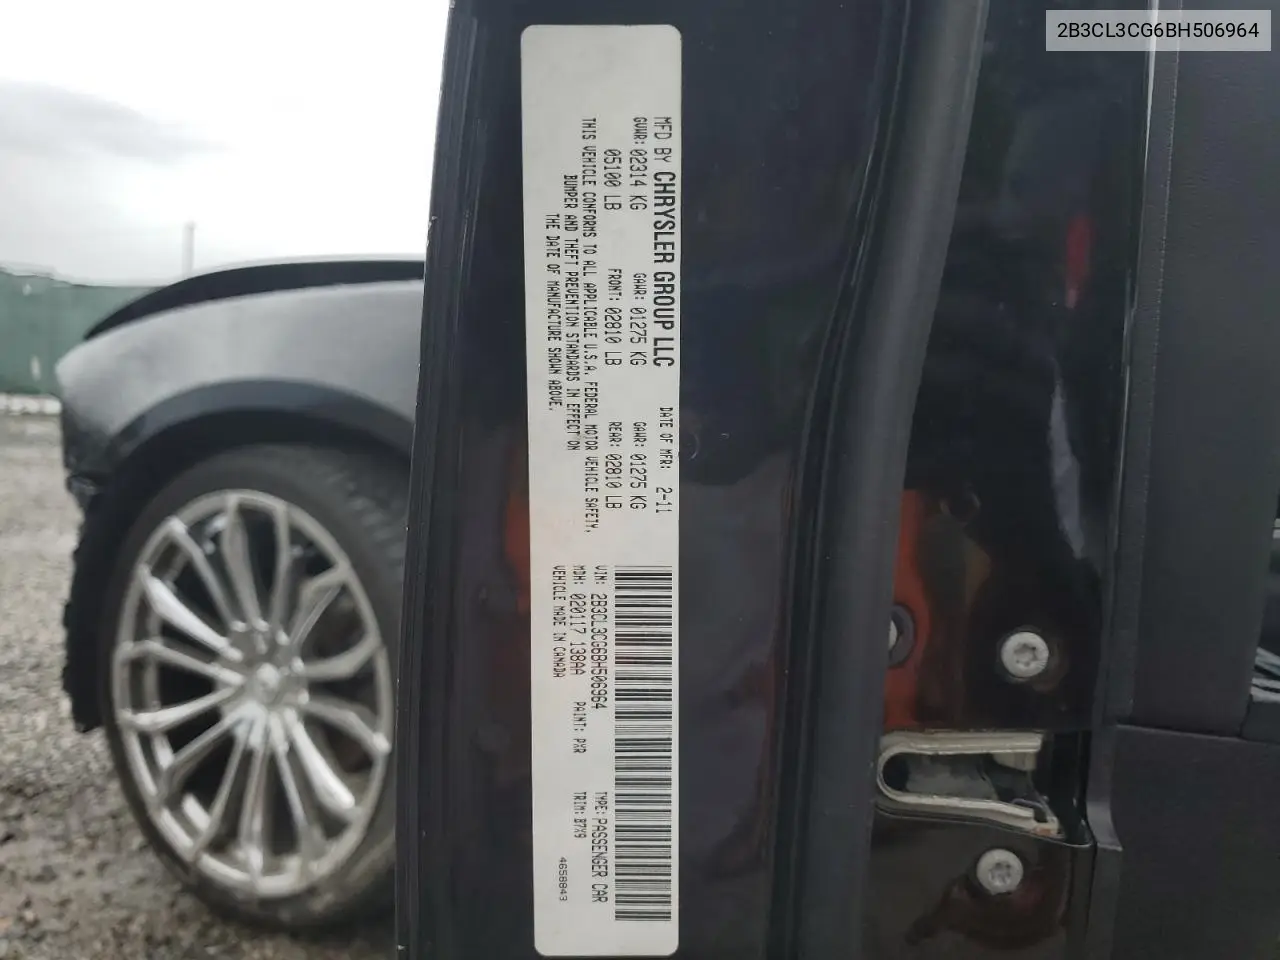 2B3CL3CG6BH506964
MFD BY CHRYSLER GROUP LLC DATE OF MFR: 2-11
GVWR: 02314 KG GAWR: 01275 KG GAWR: 01275 KG
05100 LB FRONT: 02810 LB REAR: 02810 LB
THIS VEHICLE CONFORMS TO ALL APPLICABLE U.S.A. FEDERAL MOTOR VEHICLE SAFETY,
BUMPER AND THEFT PREVENTION STANDARDS IN EFFECT ON
THE DATE OF MANUFACTURE SHOWN ABOVE.
VIN: 2B3CL3CG6BH506964 TYPE: PASSENGER CAR
MDH: 020117 138AA PAINT: PXR TRIM: B7X9
VEHICLE MADE IN CANADA 4658843